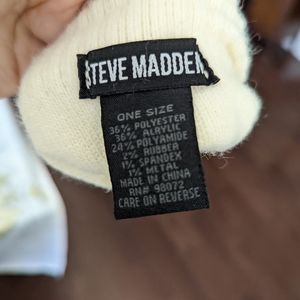 STEVE MADDEN
ONE SIZE
36% POLYESTER
36% ACRYLIC
24% POLYAMIDE
2% RUBBER
1% SPANDEX
1% METAL
MADE IN CHINA
RN# 98072
CARE ON REVERSE